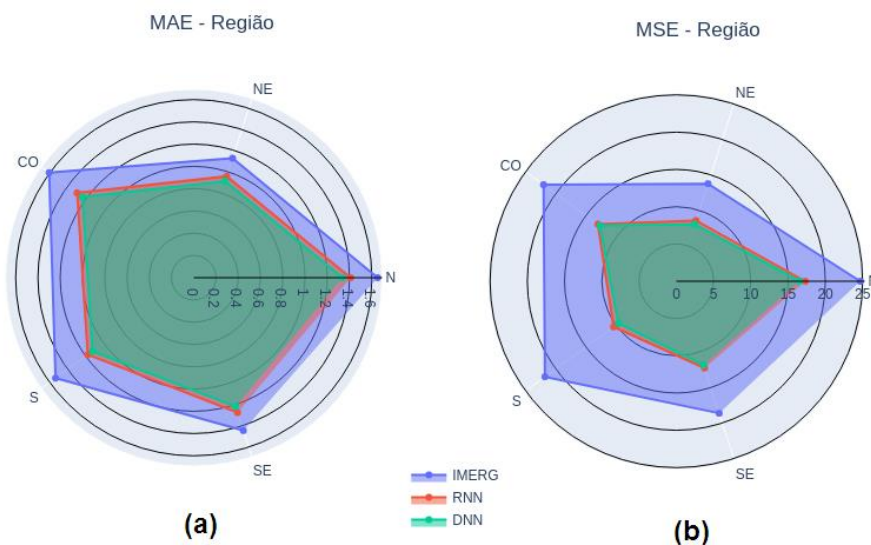 MAE - Região
NE
CO
N
0 0.2 0.4 0.6 0.8 1 1.2 1.4 1.6
S
SE
(a)
MSE - Região
NE
CO
N
0 5 10 15 20 25
S
SE
(b)
IMERG
RNN
DNN